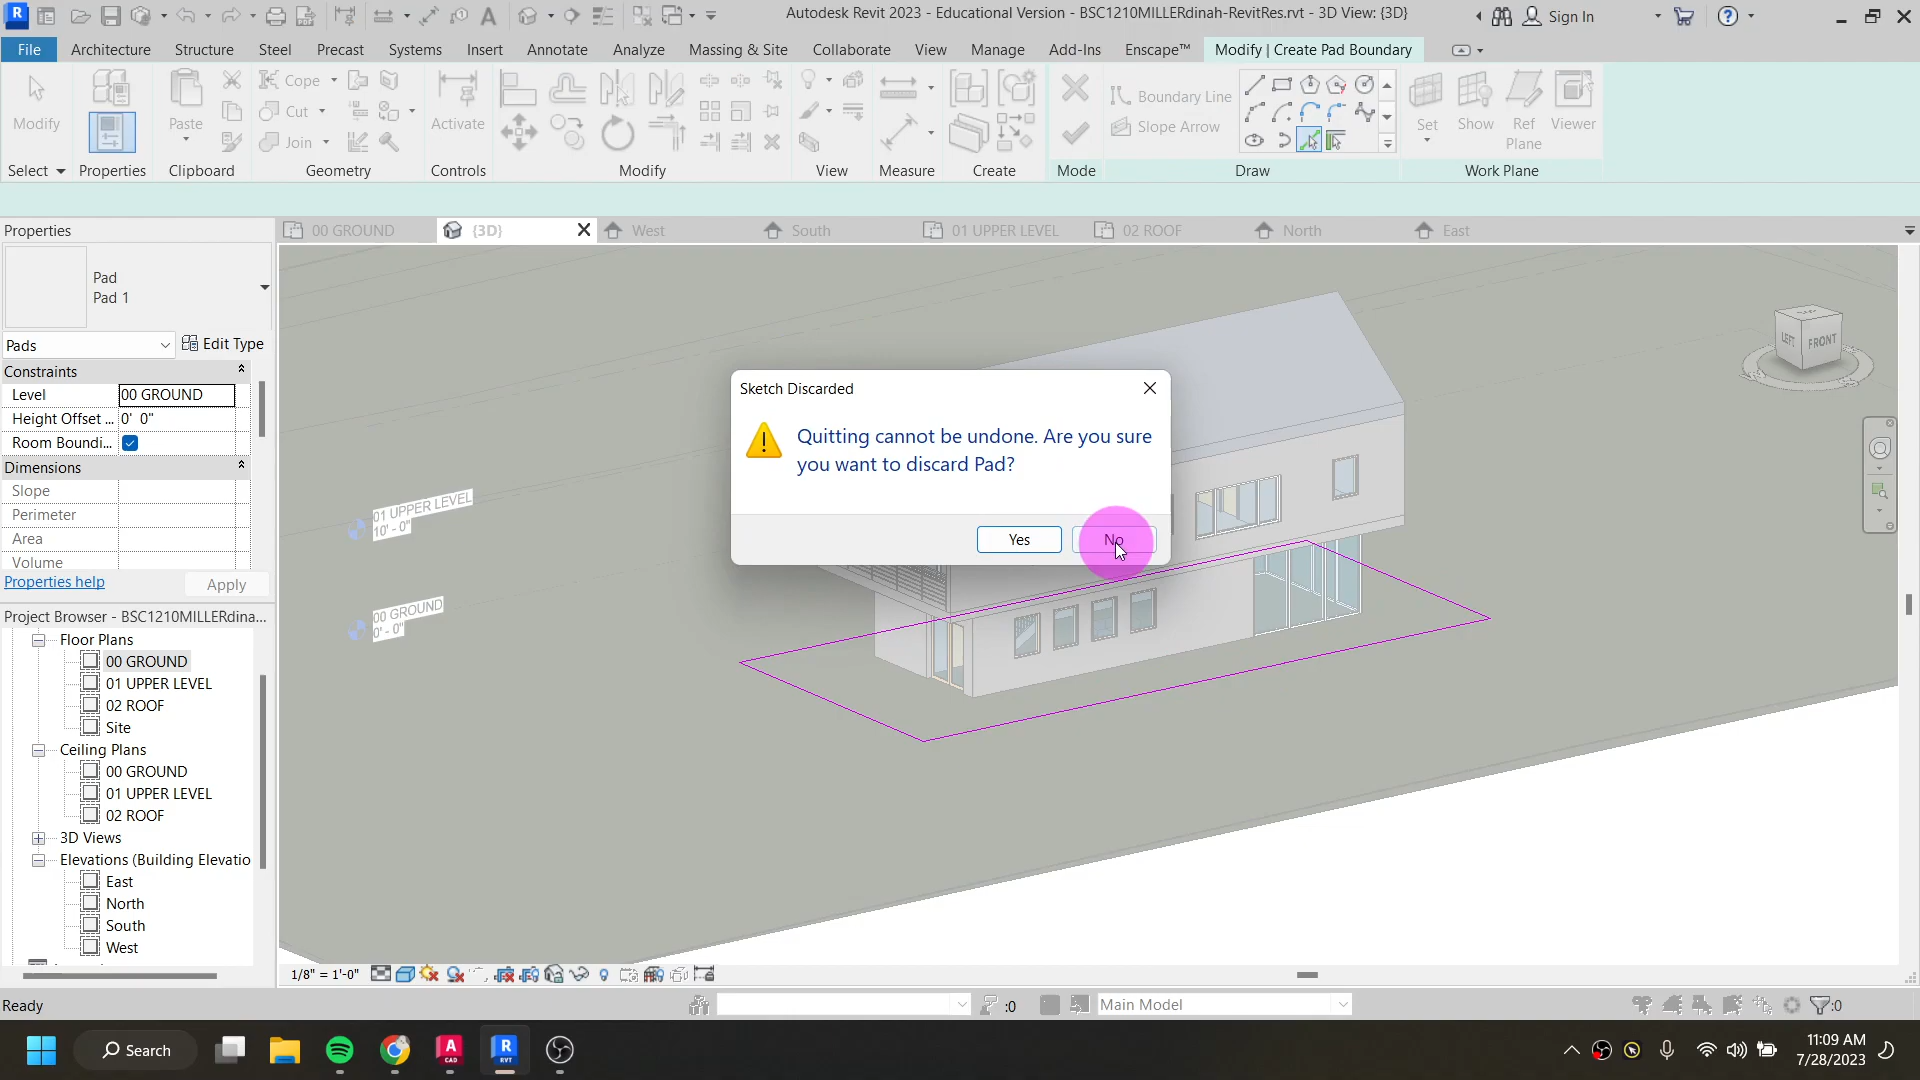 R Autodesk Revit 2023 - Educational Version - BSC1210MILLERdinah-RevitRes.rvt - 3D View: {3D} Sign In
File Architecture Structure Steel Precast Systems Insert Annotate Analyze Massing & Site Collaborate View Manage Add-Ins Enscape™ Modify | Create Pad Boundary
Modify Paste Cope Cut Join Activate Boundary Line Slope Arrow Set Show Ref Plane Viewer
Select Properties Clipboard Geometry Controls Modify View Measure Create Mode Draw Work Plane
Properties
00 GROUND {3D} West South 01 UPPER LEVEL 02 ROOF North East
Pad
Pad 1
Pads Edit Type
Constraints
Level 00 GROUND
Height Offset ... 0' 0"
Room Boundi...
Dimensions
Slope
Perimeter
Area
Volume
Properties help Apply
Project Browser - BSC1210MILLERdina...
Floor Plans
00 GROUND
01 UPPER LEVEL
02 ROOF
Site
Ceiling Plans
00 GROUND
01 UPPER LEVEL
02 ROOF
3D Views
Elevations (Building Elevatio
East
North
South
West
01 UPPER LEVEL
10' - 0"
00 GROUND
0' - 0"
Sketch Discarded
Quitting cannot be undone. Are you sure
you want to discard Pad?
Yes No
LEFT FRONT
1/8" = 1'-0"
Ready :0 Main Model :0
Search A CAD R RVT
11:09 AM
7/28/2023